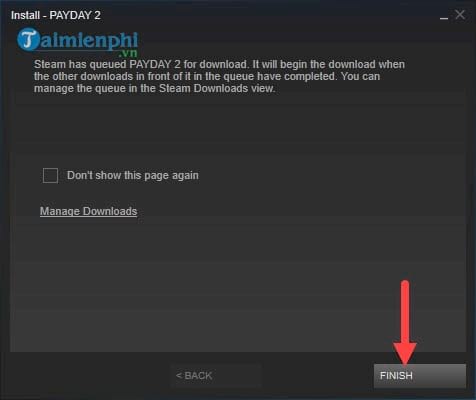 Install - PAYDAY 2
Taimienphi
.vn
Steam has queued PAYDAY 2 for download. It will begin the download when
the other downloads in front of it in the queue have completed. You can
manage the queue in the Steam Downloads view.
Don't show this page again
Manage Downloads
< BACK
FINISH